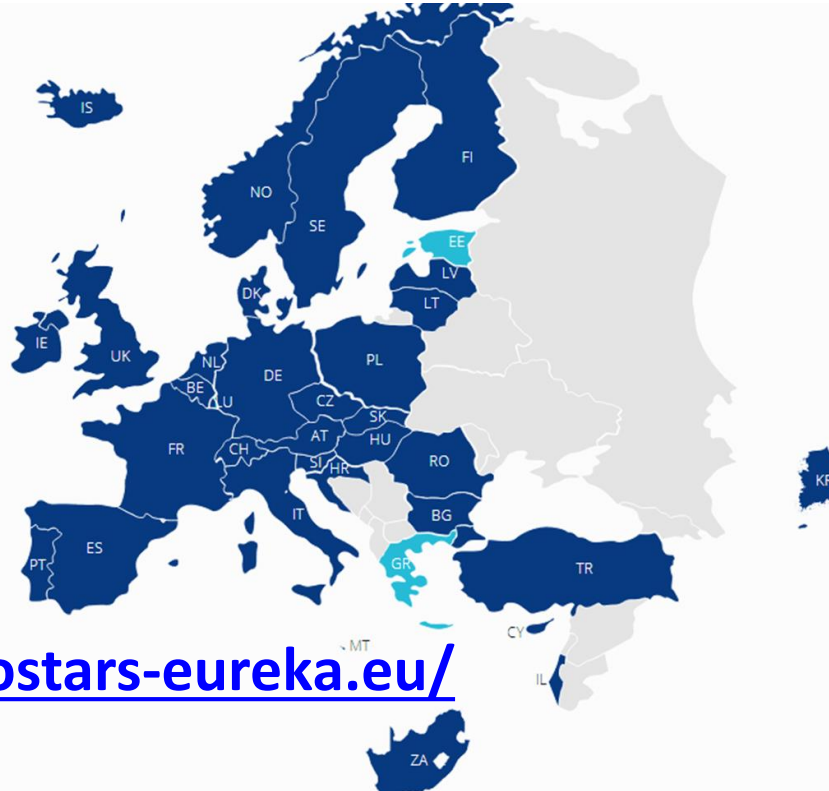 IS
FI
NO
SE
EE
LV
DK
LT
IE
UK
NL
PL
BE
DE
LU
CZ
SK
AT
HU
FR
CH
RO
SI
HR
IT
BG
ES
PT
GR
TR
CY
MT
ostars-eureka.eu/
IL
ZA